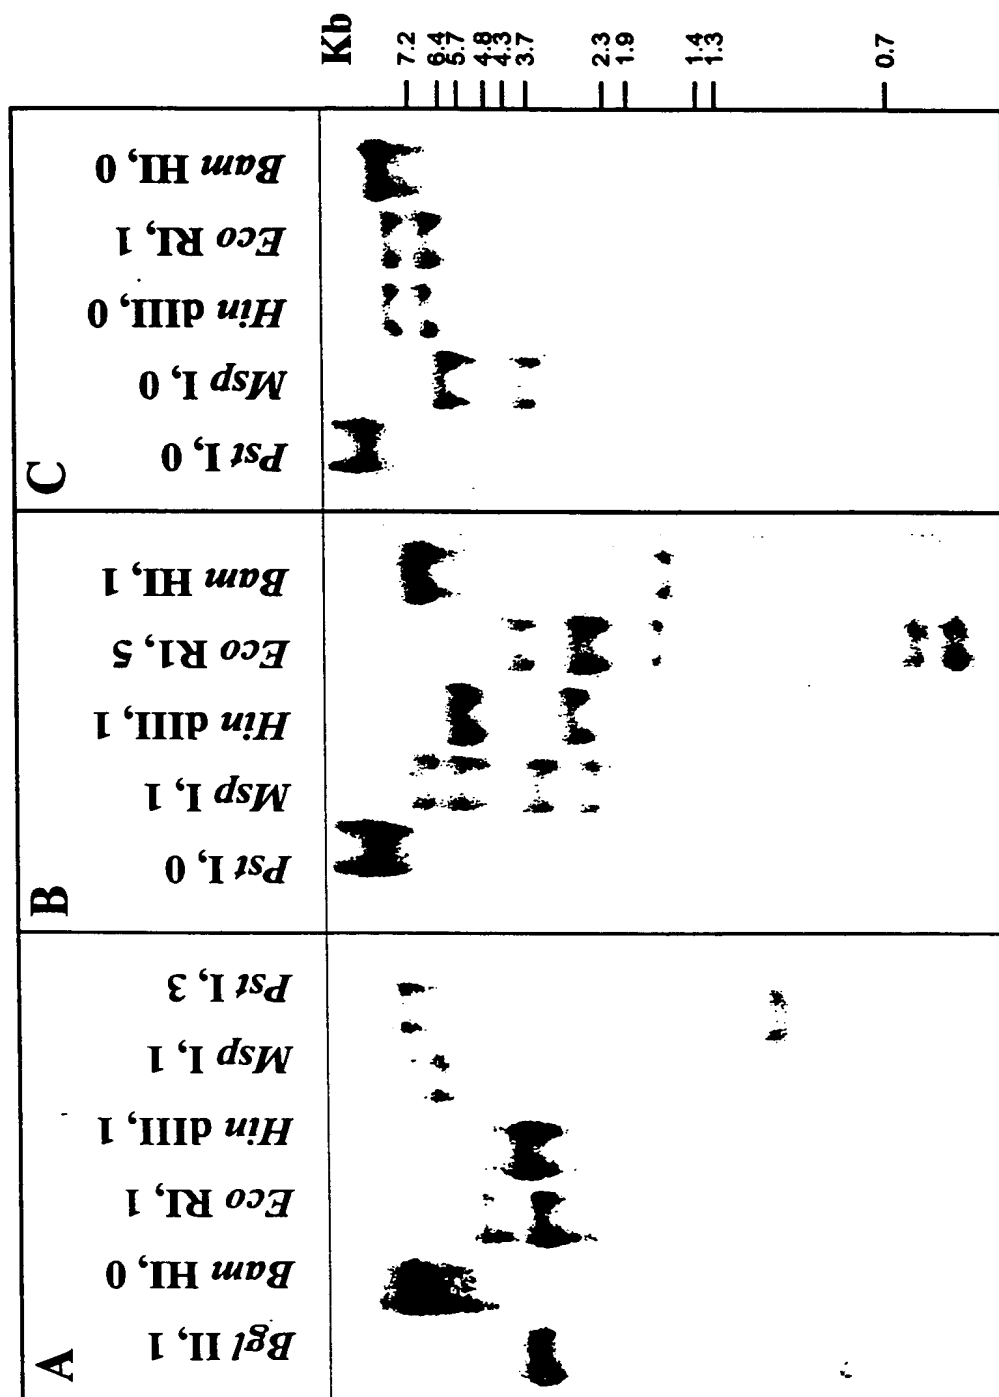 A
Bgl II, 1
Bam HI, 0
Eco RI, 1
Hin dIII, 1
Msp I, 1
Pst I, 3
B
Pst I, 0
Msp I, 1
Hin dIII, 1
Eco R1, 5
Bam HI, 1
C
Pst I, 0
Msp I, 0
Hin dIII, 0
Eco RI, 1
Bam HI, 0
Kb
7.2
6.4
5.7
4.8
4.3
3.7
2.3
1.9
1.4
1.3
0.7